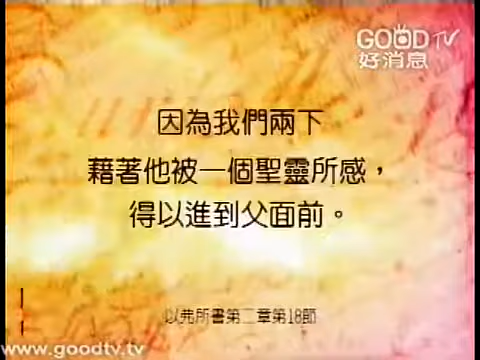 GOOD TV
好消息
因為我們兩下
藉著他被一個聖靈所感，
得以進到父面前。
以弗所書第二章第18節
www.goodtv.tv